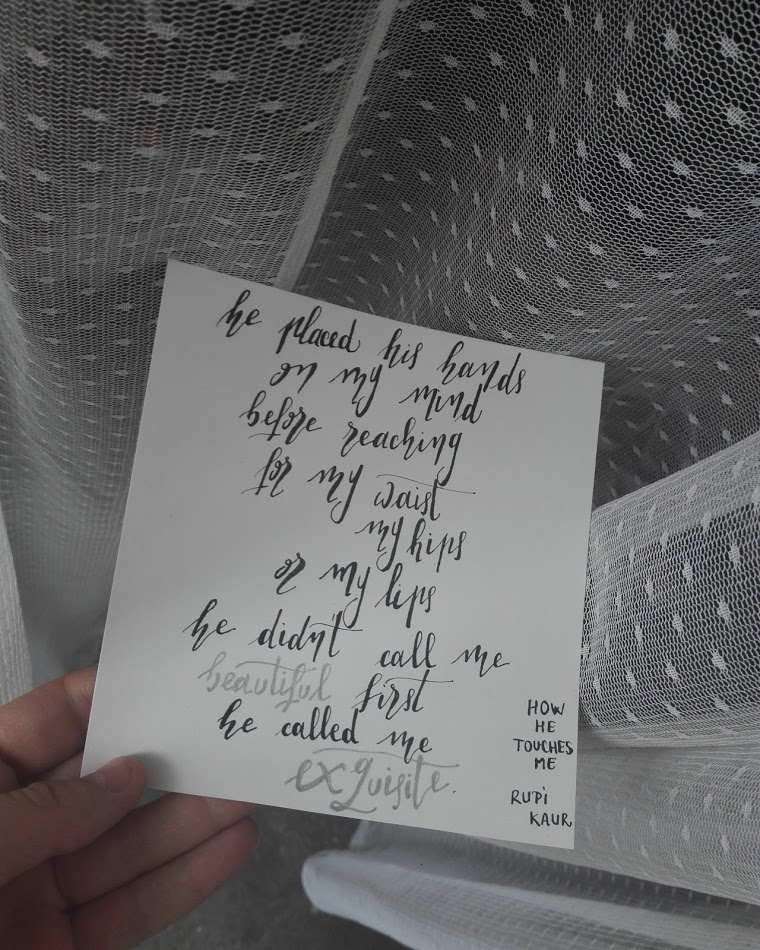 he placed his hands
on my mind
before reaching
for my waist
my hips
or my lips
he didn't call me
beautiful first
he called me
exquisite.
HOW
HE
TOUCHES
ME
RUPI
KAUR